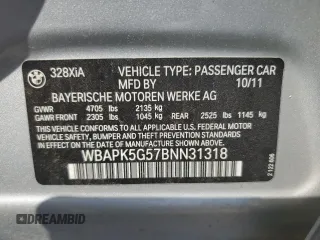 328XiA
VEHICLE TYPE: PASSENGER CAR
MFD BY
10/11
BAYERISCHE MOTOREN WERKE AG
GVWR 4705 lbs 2135 kg
GAWR FRONT 2305 lbs 1045 kg REAR 2525 lbs 1145 kg
THIS VEHICLE CONFORMS TO ALL APPLICABLE
FEDERAL MOTOR VEHICLE SAFETY, BUMPER AND
THEFT PREVENTION STANDARDS IN EFFECT ON
THE DATE OF MANUFACTURE SHOWN ABOVE.
WBAPK5G57BNN31318
DREAMBID